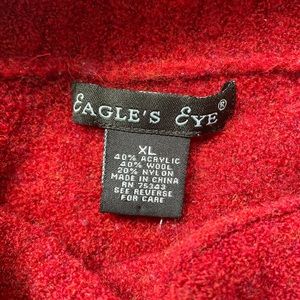 EAGLE'S EYE®
XL
40% ACRYLIC
40% WOOL
20% NYLON
MADE IN CHINA
RN 75343
SEE REVERSE
FOR CARE